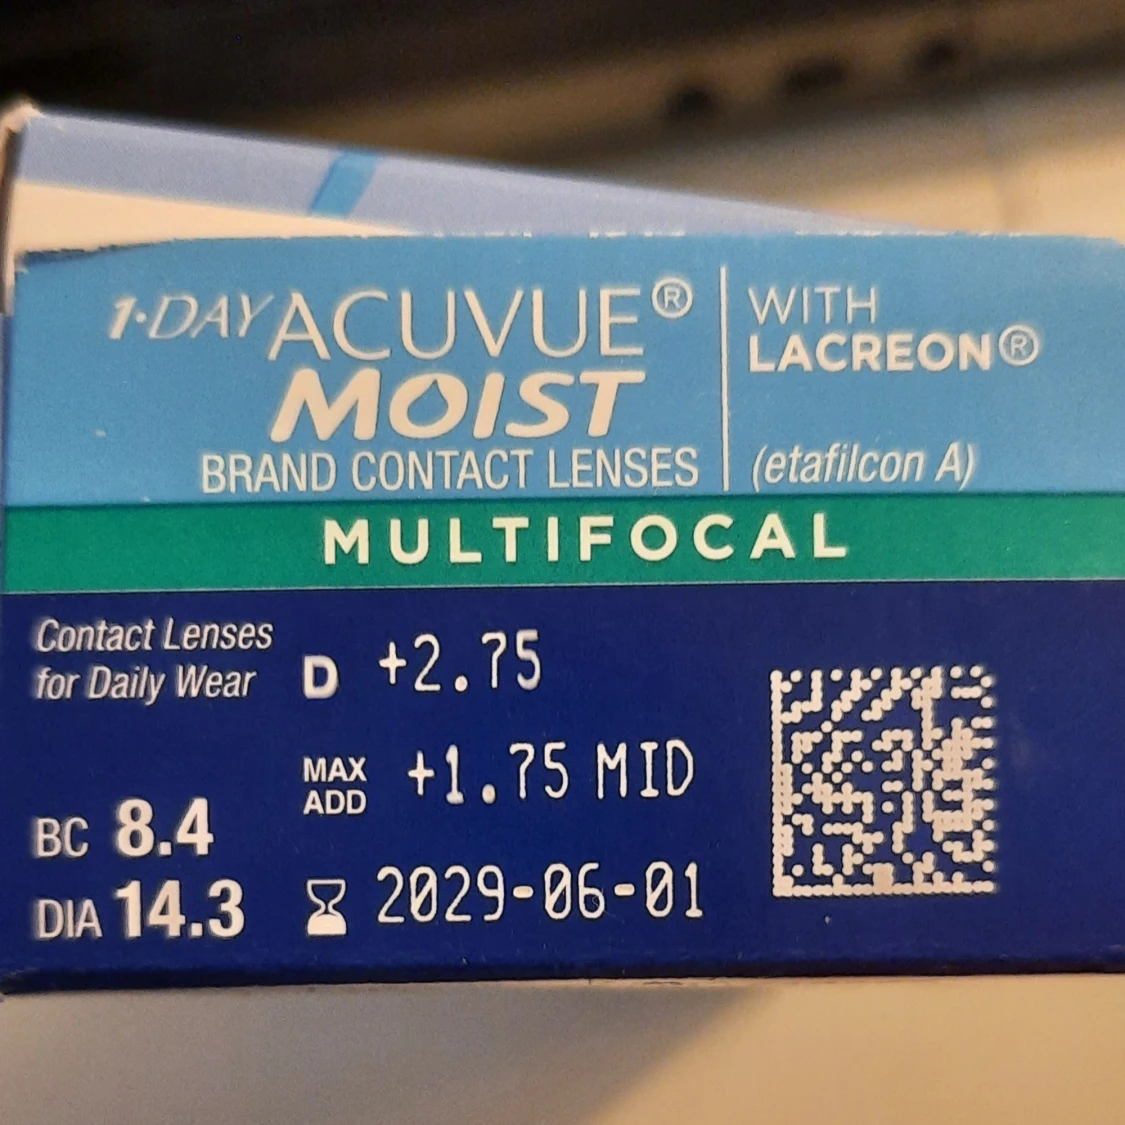 1·DAY ACUVUE® MOIST
BRAND CONTACT LENSES
WITH
LACREON®
(etafilcon A)
MULTIFOCAL
Contact Lenses
for Daily Wear
D +2.75
MAX ADD +1.75 MID
BC 8.4
DIA 14.3
2029-06-01